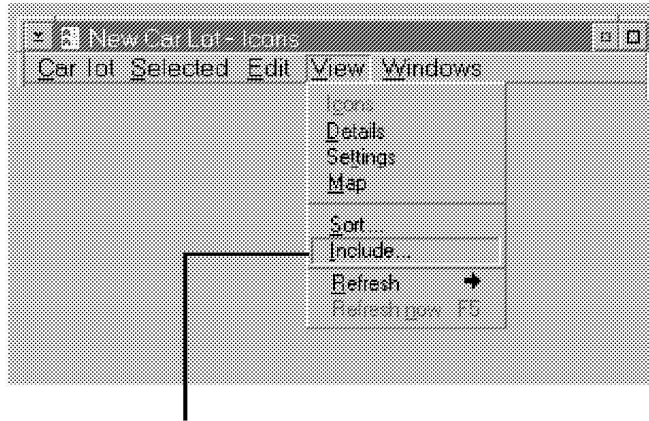 New Car Lot - Icons
Car lot Selected Edit View Windows
Icons
Details
Settings
Map
Sort...
Include...
Refresh
Refresh now F5